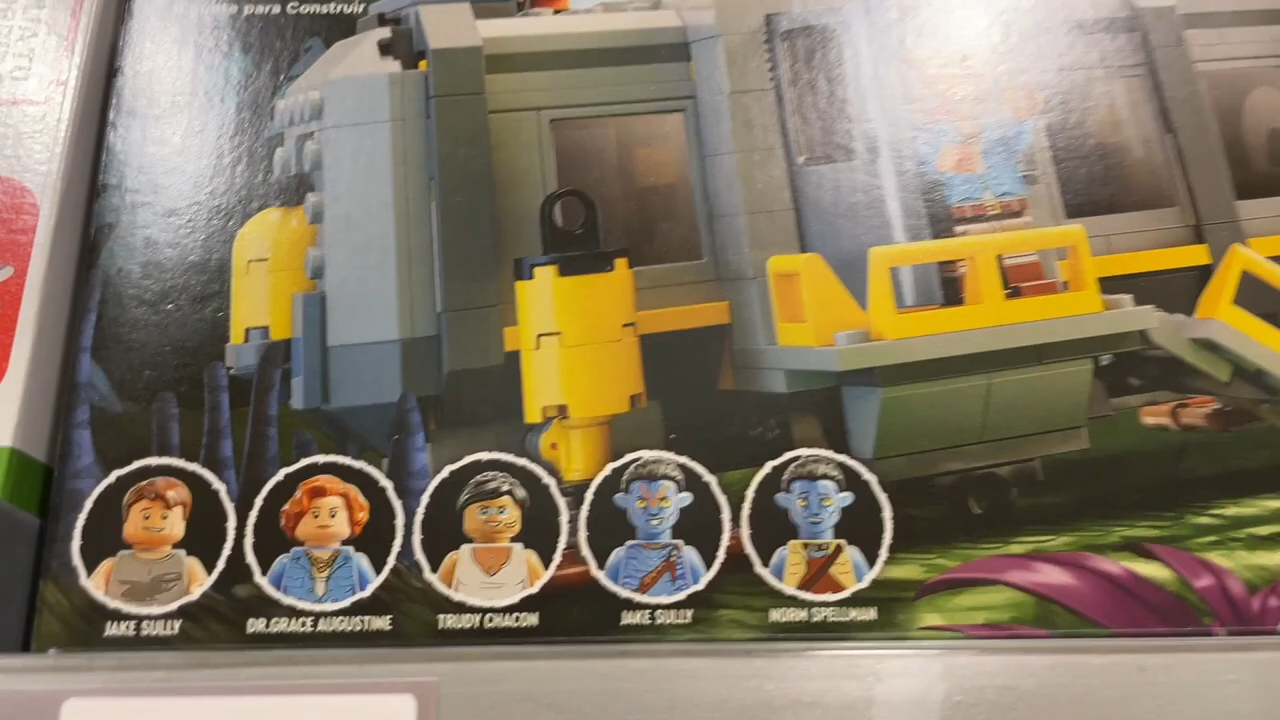 para Construir
JAKE SULLY
DR.GRACE AUGUSTINE
TRUDY CHACON
JAKE SULLY
NORM SPELLMAN